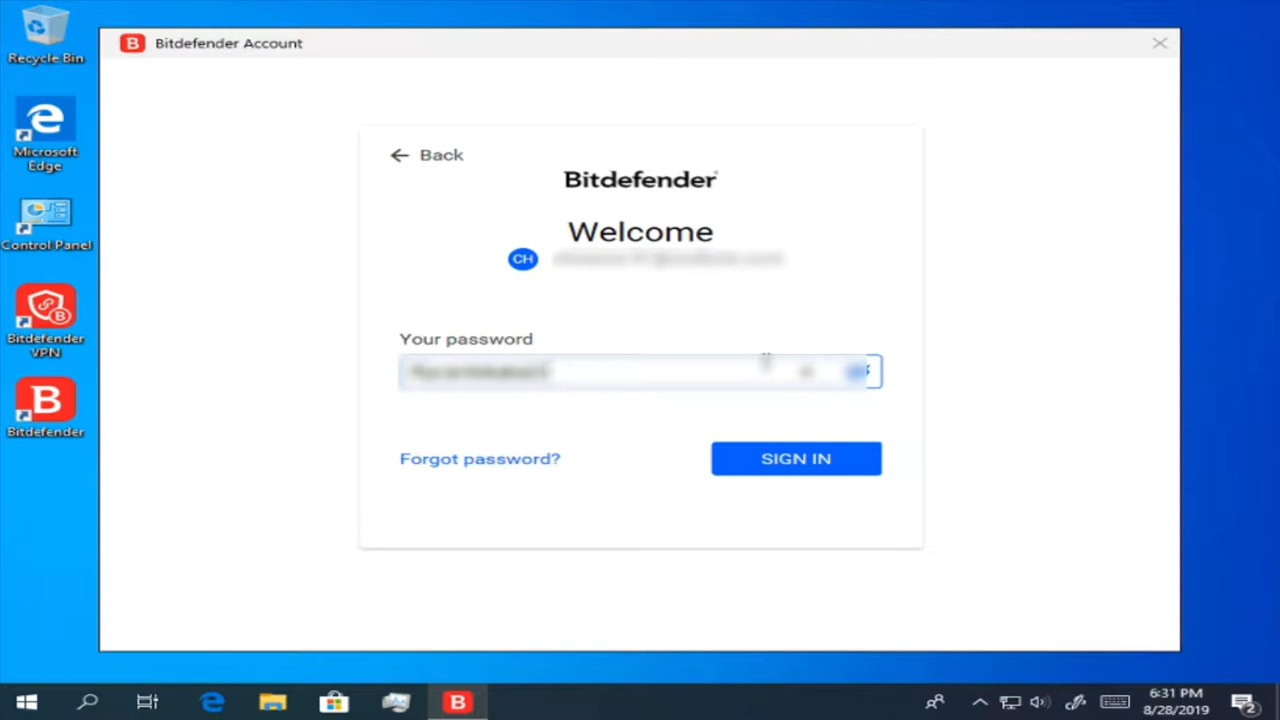 Recycle Bin
Microsoft
Edge
Control Panel
Bitdefender
VPN
Bitdefender
B Bitdefender Account
← Back
Bitdefender
Welcome
CH
Your password
Forgot password?
SIGN IN
6:31 PM
8/28/2019
2